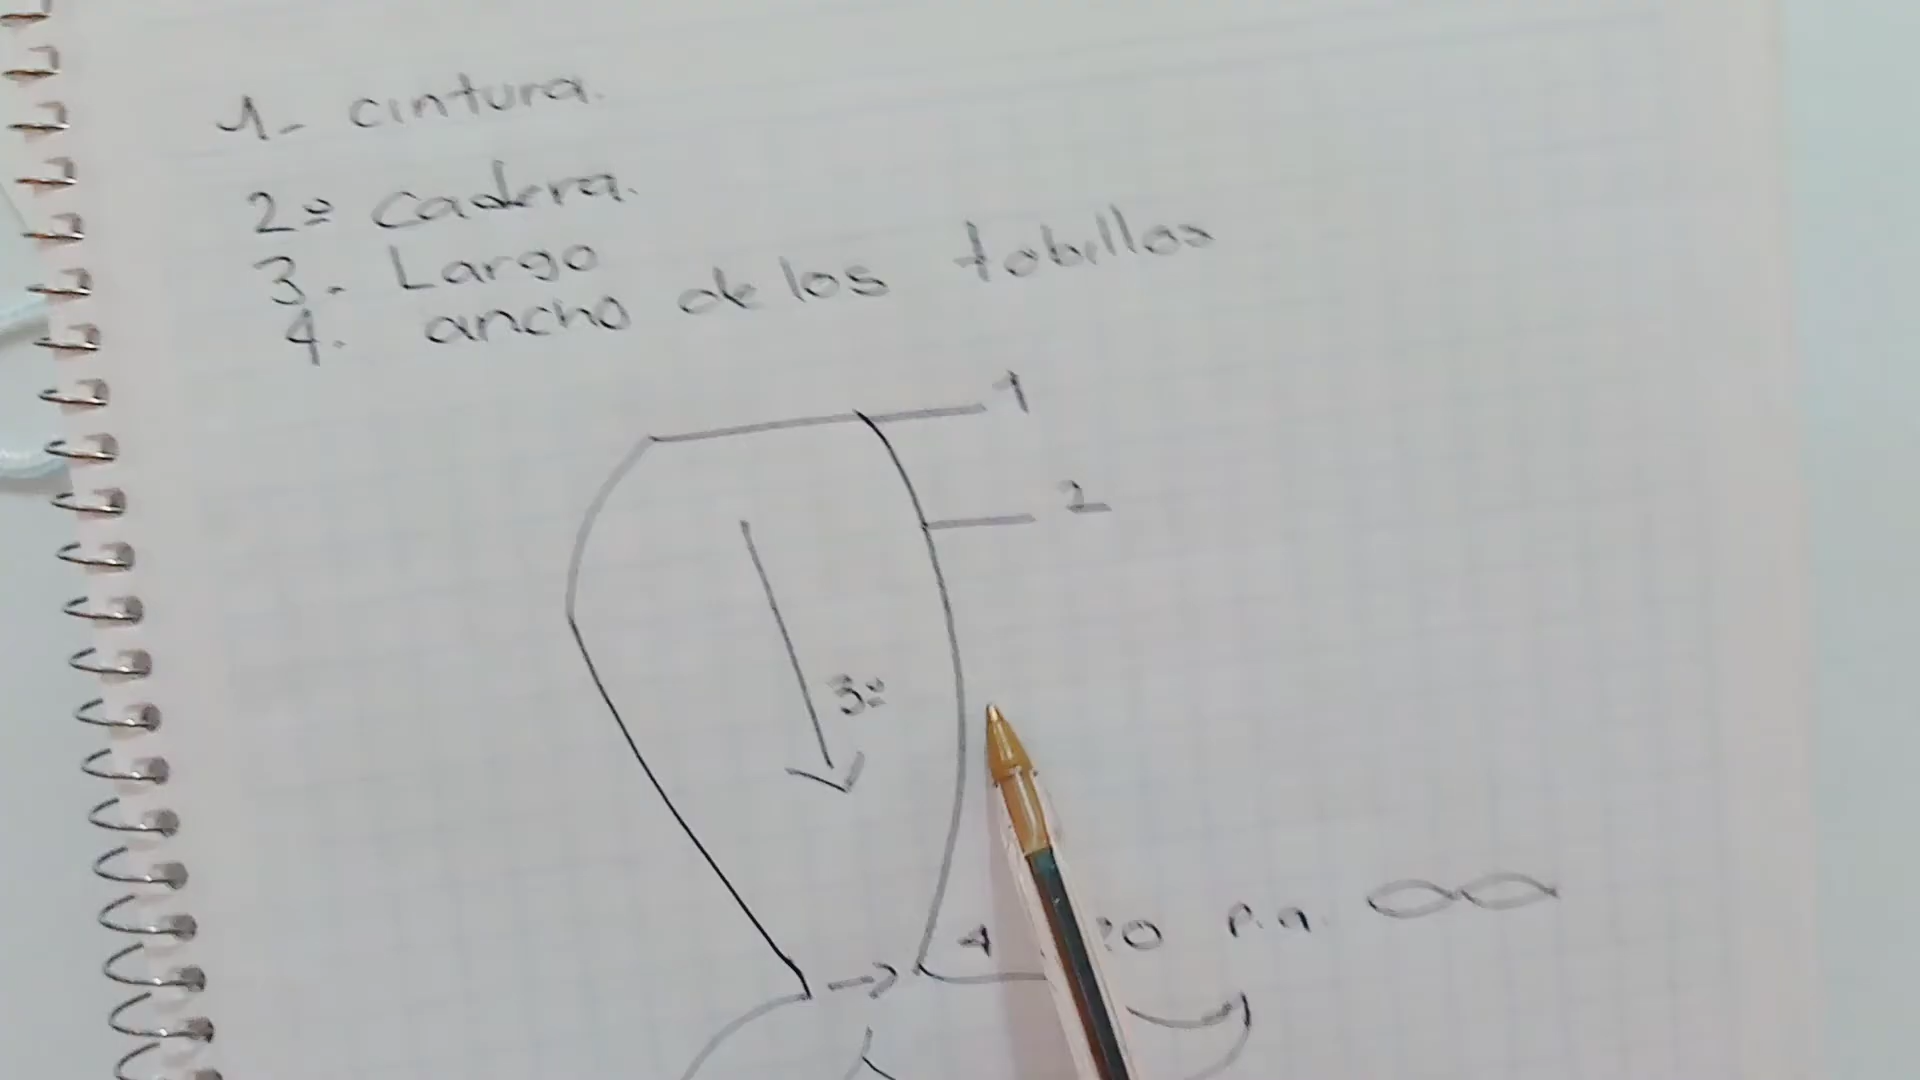 1- cintura.
2º cadera.
3- Largo
4. ancho de los tobillos
1
2
3º
4